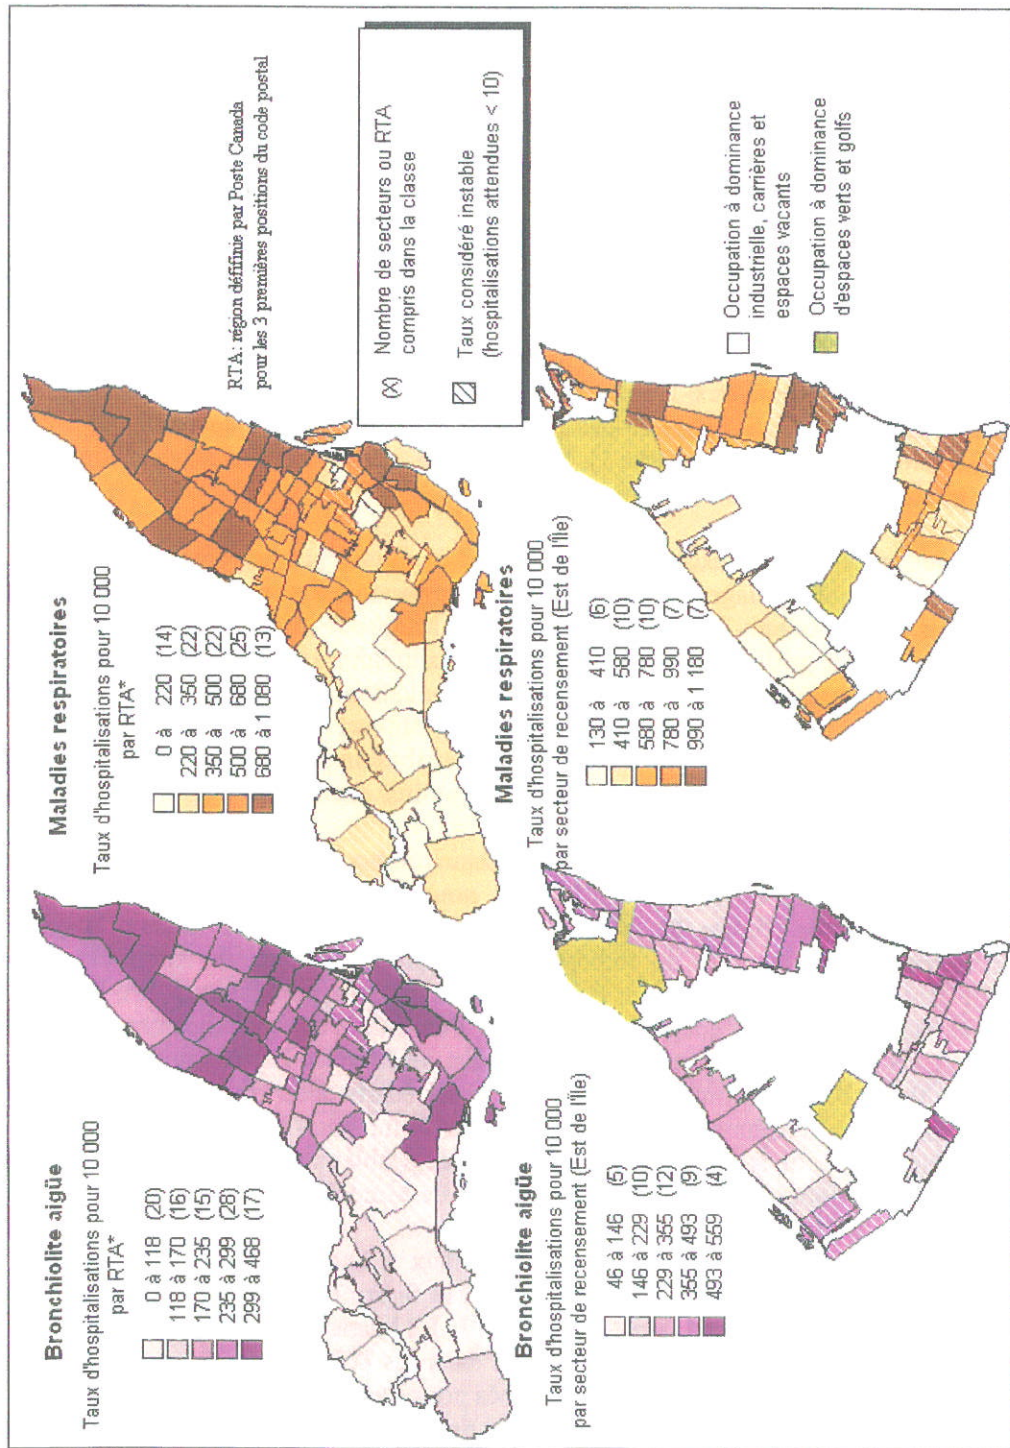 Bronchiolite aigüe
Taux d'hospitalisations pour 10 000
par RTA*
0 à 118 (20)
118 à 170 (16)
170 à 235 (15)
235 à 299 (28)
299 à 468 (17)
Maladies respiratoires
Taux d'hospitalisations pour 10 000
par RTA*
0 à 220 (14)
220 à 350 (22)
350 à 500 (22)
500 à 680 (25)
680 à 1 080 (13)
RTA: région défifinie par Poste Canada
pour les 3 premières positions du code postal
(X) Nombre de secteurs ou RTA
compris dans la classe
Taux considéré instable
(hospitalisations attendues < 10)
Bronchiolite aigüe
Taux d'hospitalisations pour 10 000
par secteur de recensement (Est de l'Île)
46 à 146 (5)
146 à 229 (10)
229 à 355 (12)
355 à 493 (9)
493 à 559 (4)
Maladies respiratoires
Taux d'hospitalisations pour 10 000
par secteur de recensement (Est de l'Île)
130 à 410 (6)
410 à 580 (10)
580 à 780 (10)
780 à 990 (7)
990 à 1 180 (7)
Occupation à dominance
industrielle, carrières et
espaces vacants
Occupation à dominance
d'espaces verts et golfs